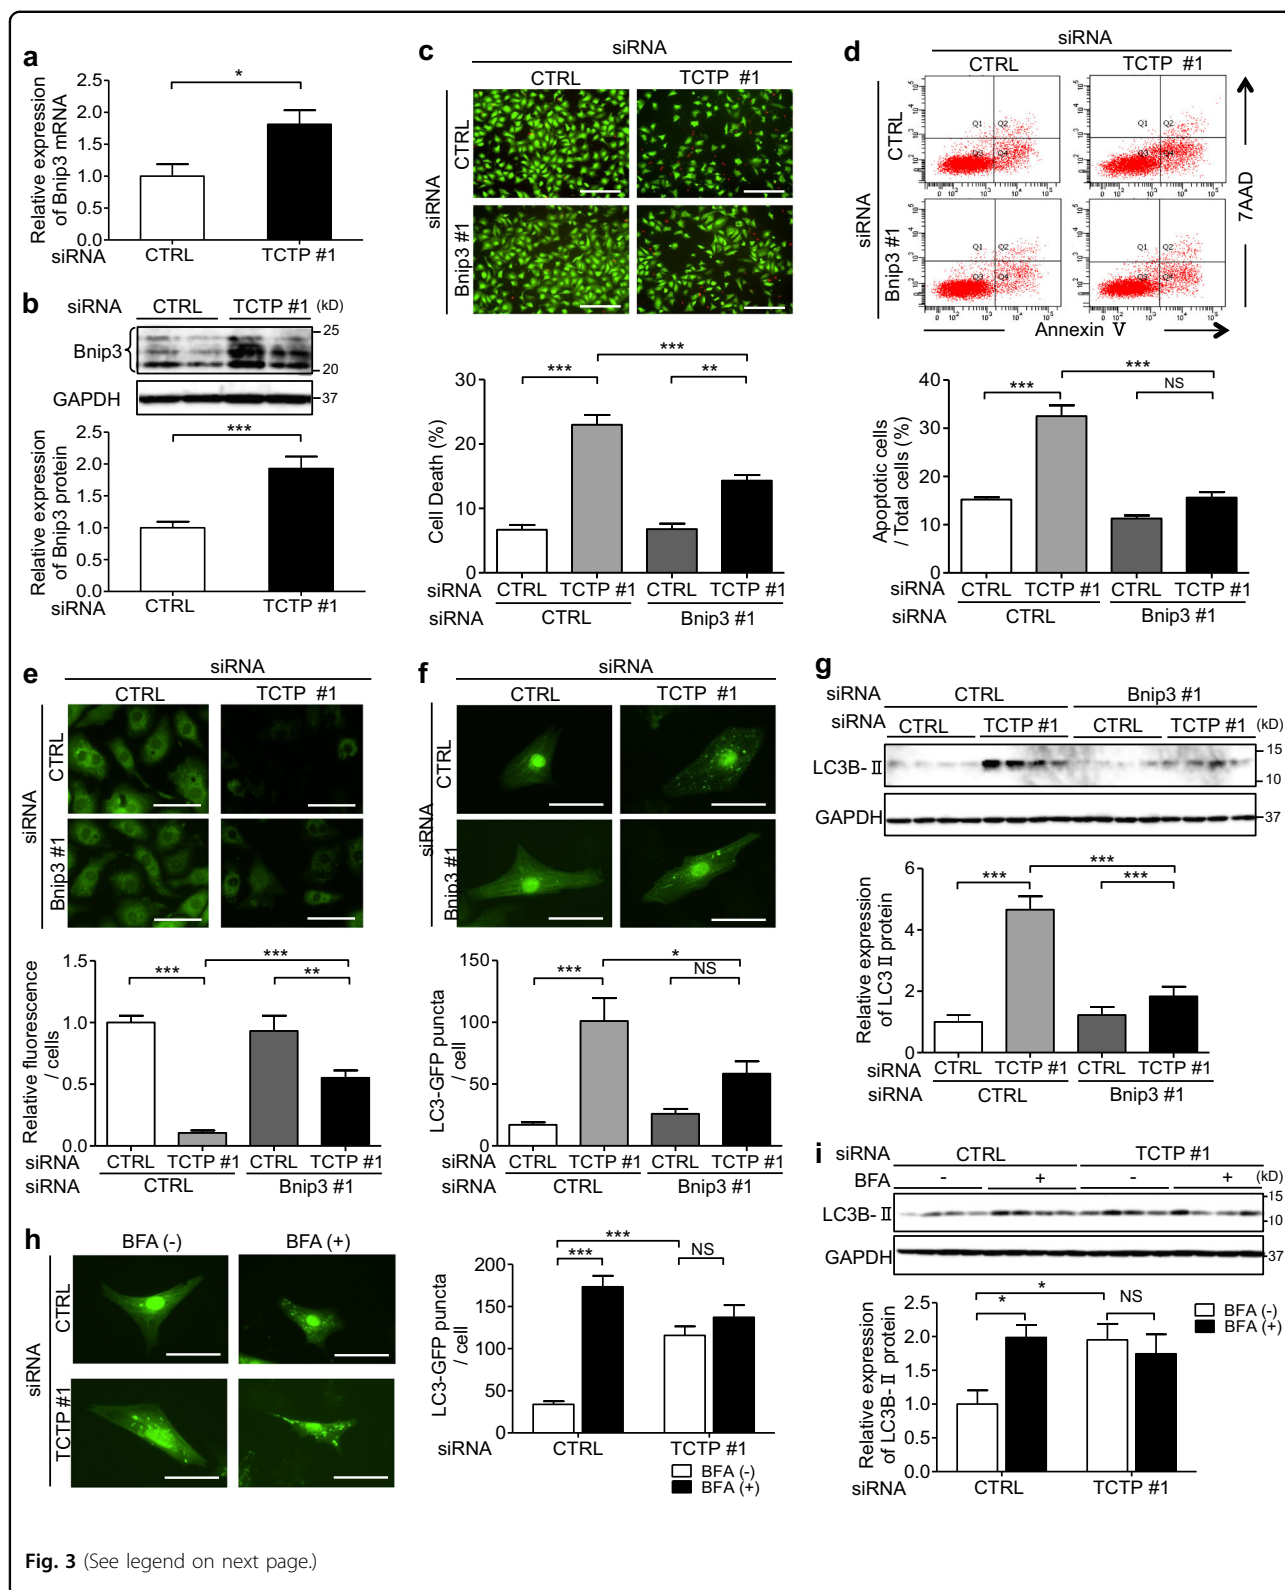 a
Relative expression
of Bnip3 mRNA
2.5
2.0
1.5
1.0
0.5
0.0
*
siRNA
CTRL TCTP #1
b
siRNA CTRL TCTP #1 (kD)
Bnip3
25
20
GAPDH
37
Relative expression
of Bnip3 protein
2.5
2.0
1.5
1.0
0.5
0.0
***
siRNA CTRL TCTP #1
c
siRNA
CTRL TCTP #1
siRNA
CTRL
Bnip3 #1
Cell Death (%)
30
20
10
0
*** *** **
siRNA CTRL TCTP #1 CTRL TCTP #1
siRNA CTRL Bnip3 #1
d
siRNA
CTRL TCTP #1
siRNA
CTRL
Bnip3 #1
Q1 Q2
Q3 Q4
7AAD
Annexin V
Apoptotic cells
/ Total cells (%)
40
30
20
10
0
*** *** NS
siRNA CTRL TCTP #1 CTRL TCTP #1
siRNA CTRL Bnip3 #1
e
siRNA
CTRL TCTP #1
siRNA
CTRL
Bnip3 #1
Relative fluorescence
/ cells
1.5
1.0
0.5
0.0
*** *** **
siRNA CTRL TCTP #1 CTRL TCTP #1
siRNA CTRL Bnip3 #1
f
siRNA
CTRL TCTP #1
siRNA
CTRL
Bnip3 #1
LC3-GFP puncta
/ cell
150
100
50
0
*** * NS
siRNA CTRL TCTP #1 CTRL TCTP #1
siRNA CTRL Bnip3 #1
g
siRNA CTRL Bnip3 #1
siRNA CTRL TCTP #1 CTRL TCTP #1 (kD)
LC3B-Ⅱ
15
10
GAPDH
37
Relative expression
of LC3 Ⅱ protein
6
4
2
0
*** *** ***
siRNA CTRL TCTP #1 CTRL TCTP #1
siRNA CTRL Bnip3 #1
h
BFA (-) BFA (+)
siRNA
CTRL
TCTP #1
LC3-GFP puncta
/ cell
200
150
100
50
0
*** *** NS
siRNA CTRL TCTP #1
BFA (-)
BFA (+)
i
siRNA CTRL TCTP #1
BFA - + - + (kD)
LC3B-Ⅱ
15
10
GAPDH
37
Relative expression
of LC3B-Ⅱ protein
2.5
2.0
1.5
1.0
0.5
0.0
* * NS
BFA (-)
BFA (+)
siRNA CTRL TCTP #1
Fig. 3 (See legend on next page.)